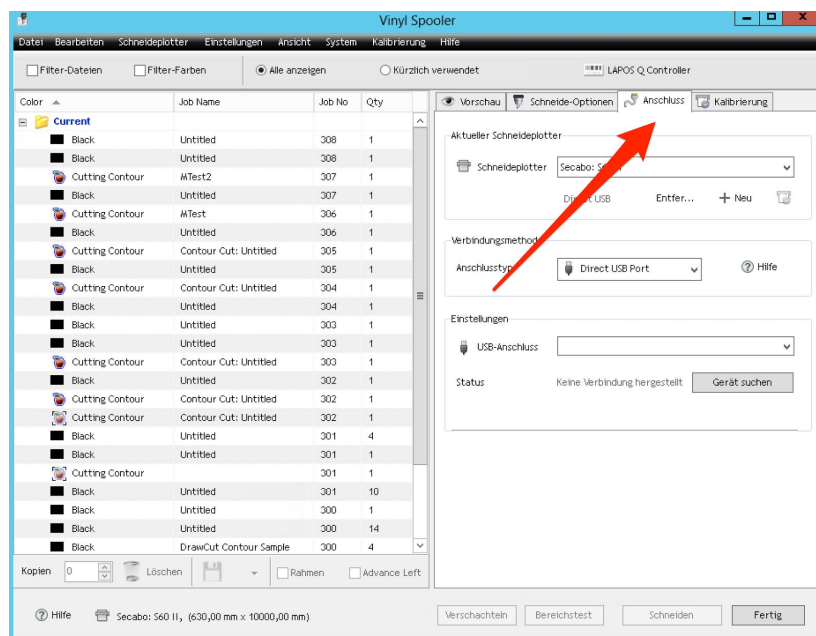 Vinyl Spooler
Datei Bearbeiten Schneideplotter Einstellungen Ansicht System Kalibrierung Hilfe
Filter-Dateien Filter-Farben Alle anzeigen Kürzlich verwendet LAPOS Q Controller
Color Job Name Job No Qty
Current
Black Untitled 308 1
Black Untitled 308 1
Cutting Contour MTest2 307 1
Black Untitled 307 1
Cutting Contour MTest 306 1
Black Untitled 306 1
Cutting Contour Contour Cut: Untitled 305 1
Black Untitled 305 1
Cutting Contour Contour Cut: Untitled 304 1
Black Untitled 304 1
Black Untitled 303 1
Black Untitled 303 1
Cutting Contour Contour Cut: Untitled 303 1
Black Untitled 302 1
Cutting Contour Contour Cut: Untitled 302 1
Cutting Contour Contour Cut: Untitled 302 1
Black Untitled 301 4
Black Untitled 301 1
Cutting Contour 301 1
Black Untitled 301 10
Black Untitled 300 1
Black Untitled 300 14
Black DrawCut Contour Sample 300 4
Kopien 0 Löschen Rahmen Advance Left
Vorschau Schneide-Optionen Anschluss Kalibrierung
Aktueller Schneideplotter
Schneideplotter Secabo:
USB Entfer... + Neu
Anschlusstyp Direct USB Port Hilfe
Einstellungen
USB-Anschluss
Status Keine Verbindung hergestellt Gerät suchen
Hilfe Secabo: S60 II, (630,00 mm x 10000,00 mm)
Verschachteln Bereichstest Schneiden Fertig